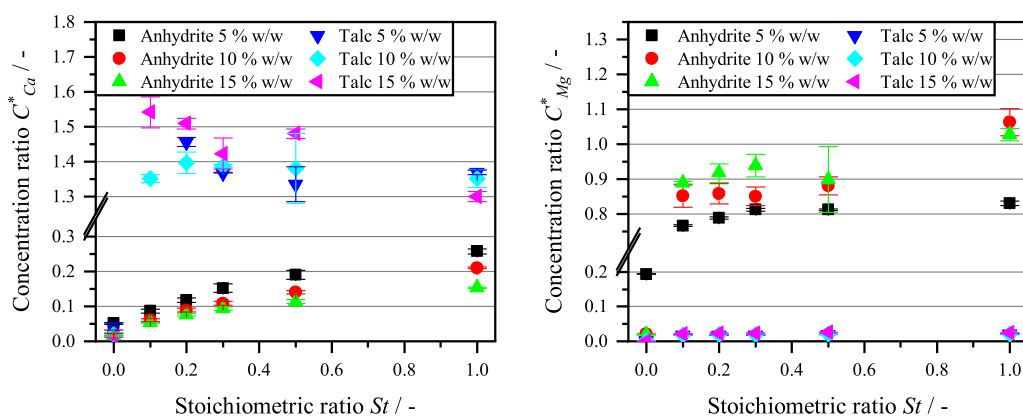 Concentration ratio C*Ca / -
1.8
1.7
1.6
1.5
1.4
1.3
0.3
0.2
0.1
0.0
Anhydrite 5 % w/w
Anhydrite 10 % w/w
Anhydrite 15 % w/w
Talc 5 % w/w
Talc 10 % w/w
Talc 15 % w/w
0.0 0.2 0.4 0.6 0.8 1.0
Stoichiometric ratio St / -
Concentration ratio C*Mg / -
1.3
1.2
1.1
1.0
0.9
0.8
0.2
0.1
0.0
Anhydrite 5 % w/w
Anhydrite 10 % w/w
Anhydrite 15 % w/w
Talc 5 % w/w
Talc 10 % w/w
Talc 15 % w/w
0.0 0.2 0.4 0.6 0.8 1.0
Stoichiometric ratio St / -